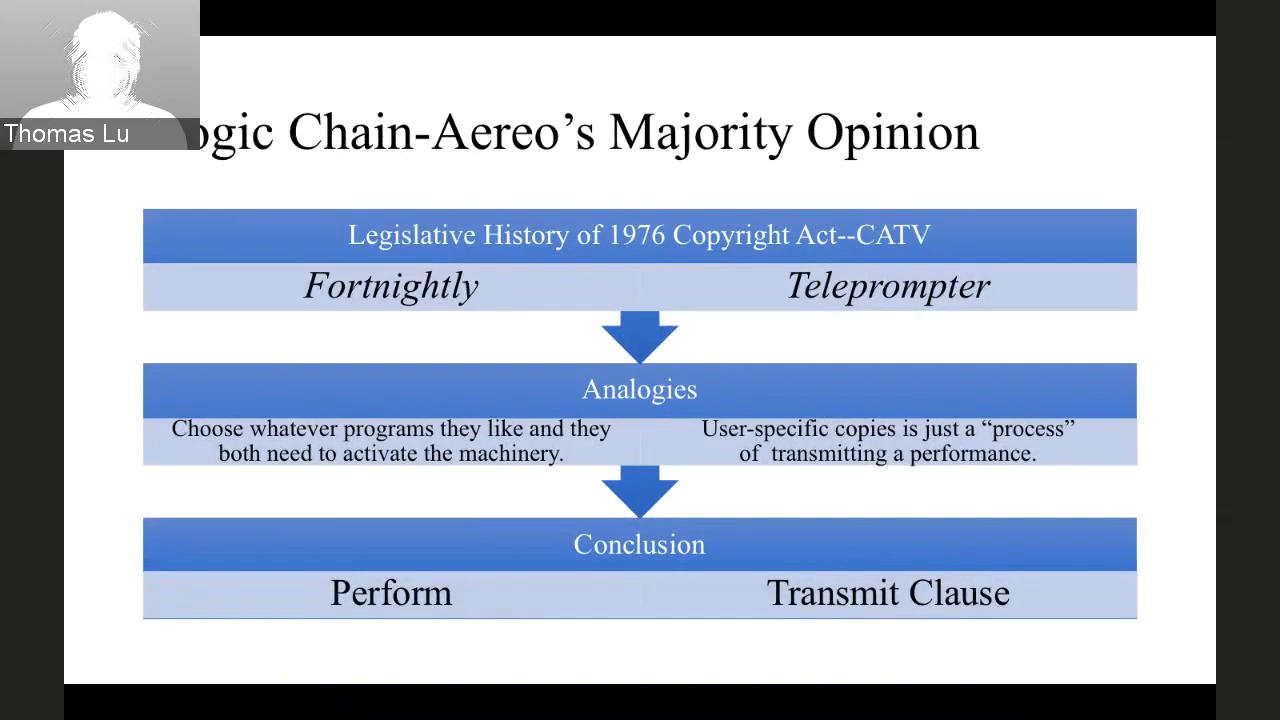 Thomas Lu
ogic Chain-Aereo’s Majority Opinion
Legislative History of 1976 Copyright Act--CATV
Fortnightly
Teleprompter
Analogies
Choose whatever programs they like and they
both need to activate the machinery.
User-specific copies is just a “process”
of transmitting a performance.
Conclusion
Perform
Transmit Clause